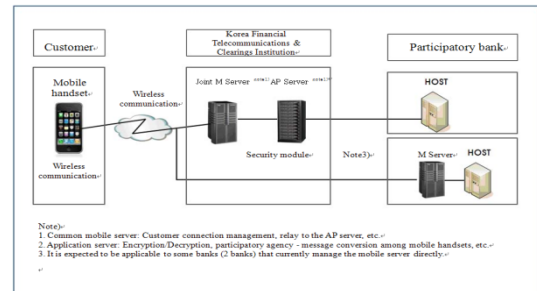 Customer
Korea Financial
Telecommunications &
Clearings Institution
Participatory bank
Mobile
handset
Wireless
communication
Wireless
communication
Joint M Server note1) AP Server
Security module
Note3)
HOST
M Server
HOST
Note)
1. Common mobile server: Customer connection management, relay to the AP server, etc.
2. Application server: Encryption/Decryption, participatory agency - message conversion among mobile handsets, etc.
3. It is expected to be applicable to some banks (2 banks) that currently manage the mobile server directly.